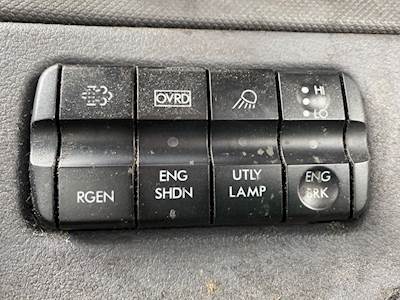 OVRD
HI
LO
RGEN
ENG
SHDN
UTLY
LAMP
ENG
BRK